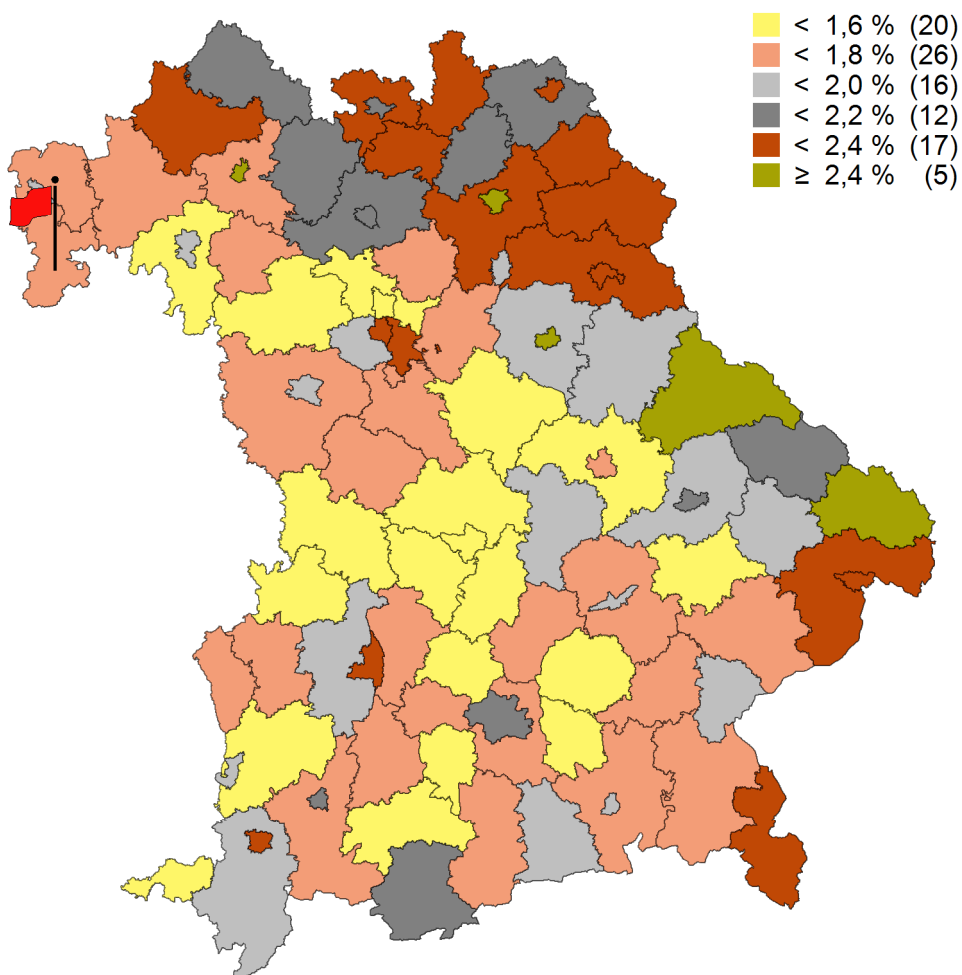 < 1,6 % (20)
< 1,8 % (26)
< 2,0 % (16)
< 2,2 % (12)
< 2,4 % (17)
≥ 2,4 % (5)